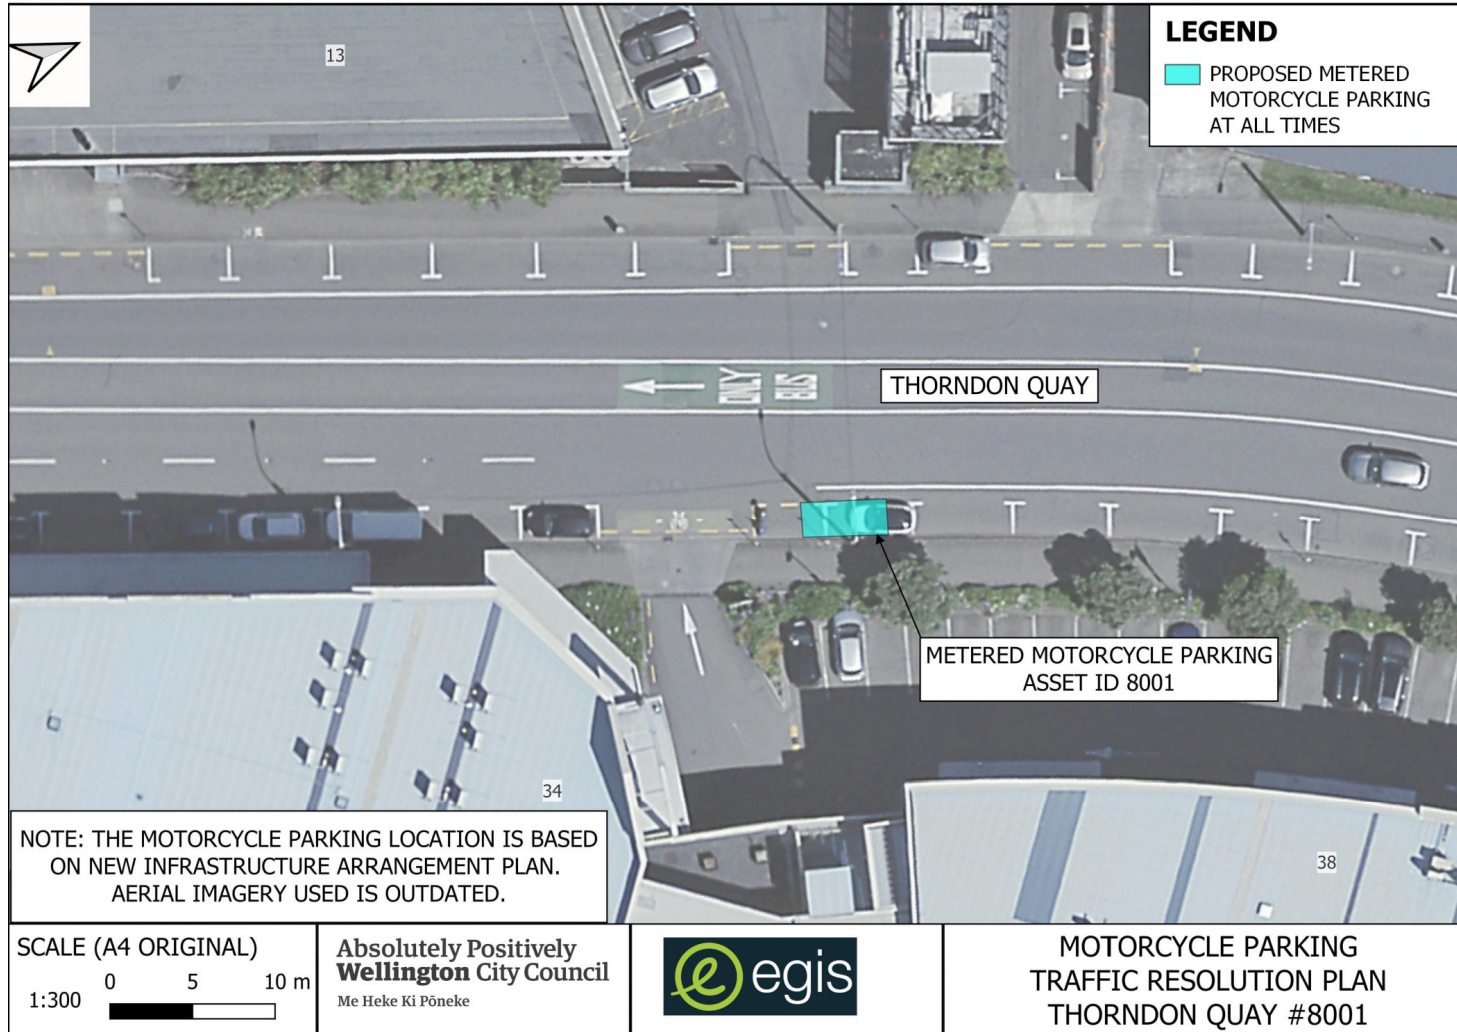 13
LEGEND
PROPOSED METERED
MOTORCYCLE PARKING
AT ALL TIMES
ONLY
BUS
THORNDON QUAY
METERED MOTORCYCLE PARKING
ASSET ID 8001
34
38
NOTE: THE MOTORCYCLE PARKING LOCATION IS BASED
ON NEW INFRASTRUCTURE ARRANGEMENT PLAN.
AERIAL IMAGERY USED IS OUTDATED.
SCALE (A4 ORIGINAL)
1:300
0 5 10 m
Absolutely Positively
Wellington City Council
Me Heke Ki Pōneke
e egis
MOTORCYCLE PARKING
TRAFFIC RESOLUTION PLAN
THORNDON QUAY #8001